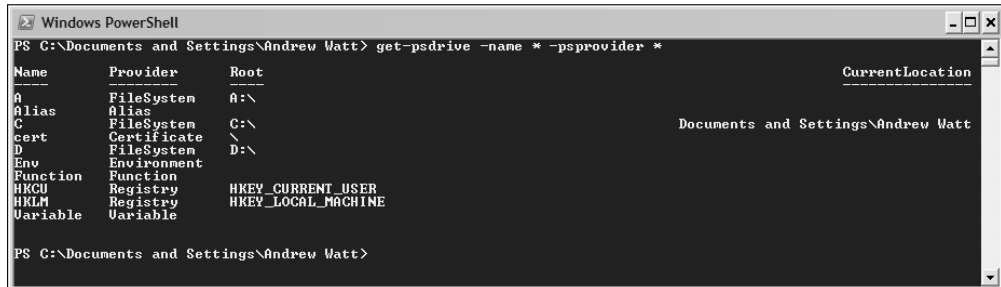 Windows PowerShell
PS C:\Documents and Settings\Andrew Watt> get-psdrive -name * -psprovider *
Name Provider Root CurrentLocation
---- -------- ---- ---------------
A FileSystem A:\
Alias Alias
C FileSystem C:\ Documents and Settings\Andrew Watt
cert Certificate \
D FileSystem D:\
Env Environment
Function Function
HKCU Registry HKEY_CURRENT_USER
HKLM Registry HKEY_LOCAL_MACHINE
Variable Variable
PS C:\Documents and Settings\Andrew Watt>